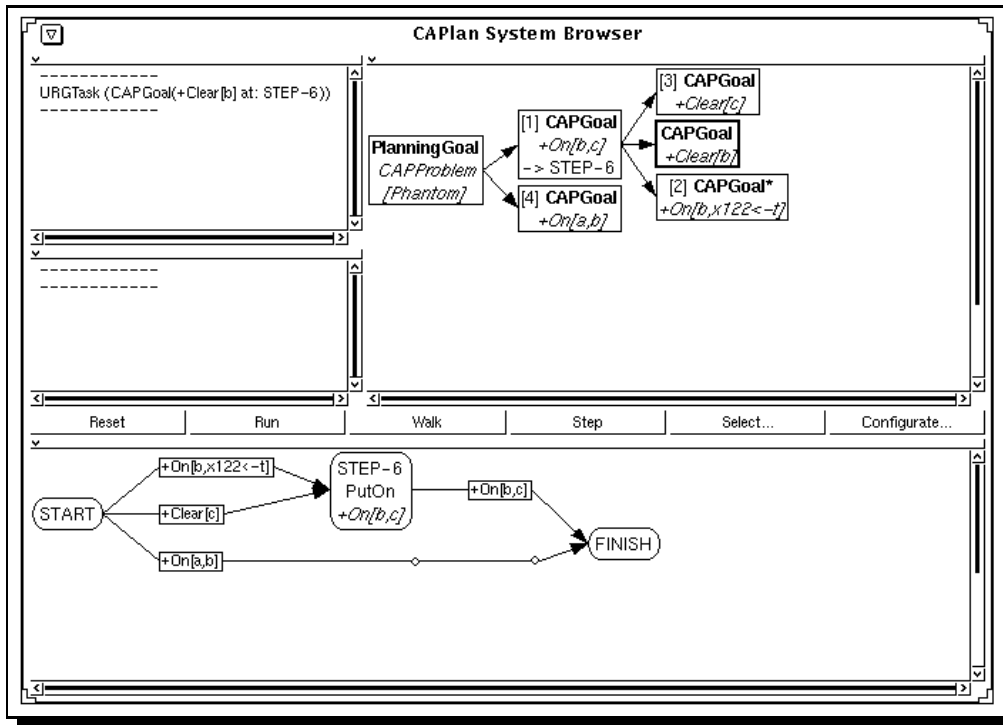 CAPlan System Browser
-------------
URGTask (CAPGoal(+Clear[b] at: STEP-6))
-------------
-------------
-------------
PlanningGoal
CAPProblem
[Phantom]
[1] CAPGoal
+On[b,c]
-> STEP-6
[4] CAPGoal
+On[a,b]
[3] CAPGoal
+Clear[c]
CAPGoal
+Clear[b]
[2] CAPGoal*
+On[b,x122<-t]
Reset
Run
Walk
Step
Select...
Configurate...
START
+On[b,x122<-t]
+Clear[c]
+On[a,b]
STEP-6
PutOn
+On[b,c]
+On[b,c]
FINISH